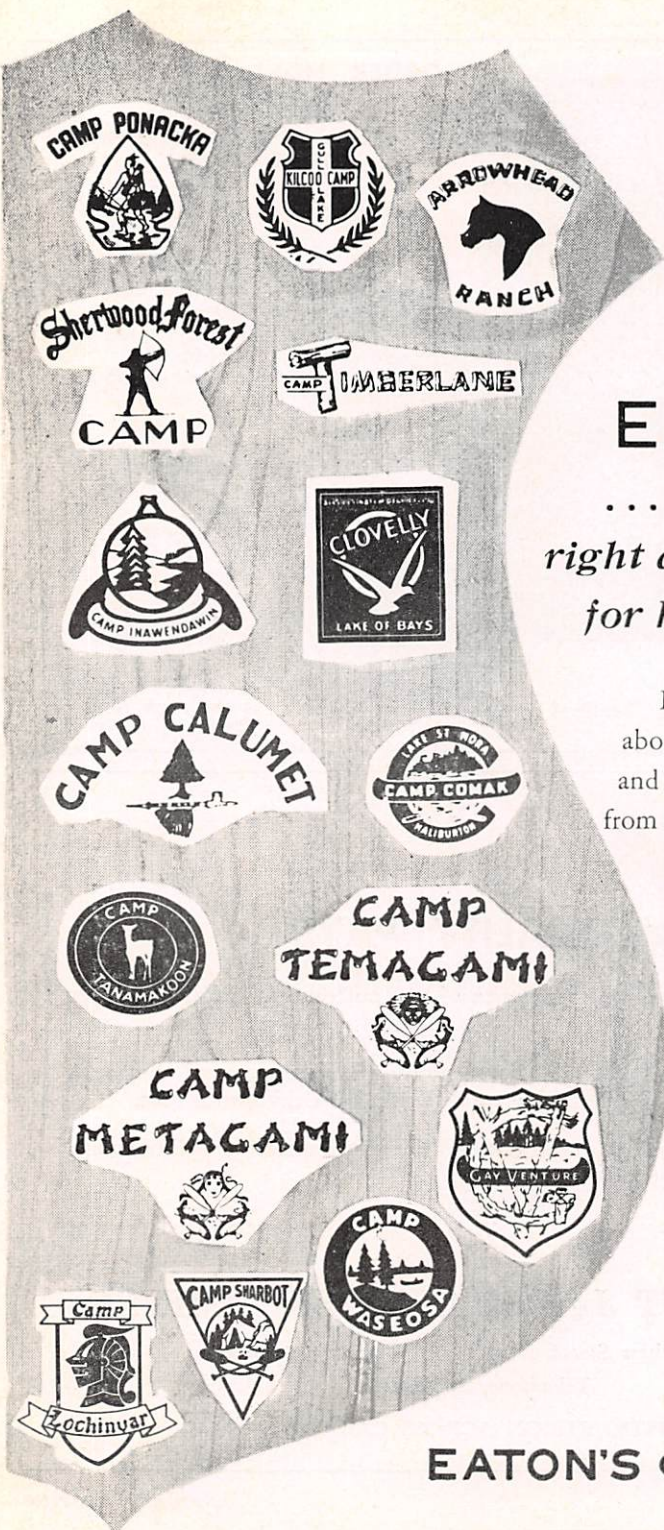 CAMP PONACKA
GULL
KILCOO CAMP
LAKE
ARROWHEAD
RANCH
Sherwood Forest
CAMP
CAMP TIMBERLANE
CAMP INAWENDAWIN
CLOVELLY
LAKE OF BAYS
CAMP CALUMET
LAKE ST NORA
CAMP COMAK
HALIBURTON
CAMP
TANAMAKOON
CAMP
TEMAGAMI
CAMP
METAGAMI
GAY VENTURE
CAMP
WASEOSA
CAMP SHARBOT
Camp
Lochinvar
E
...
right
for
abo
and
from
EATON'S